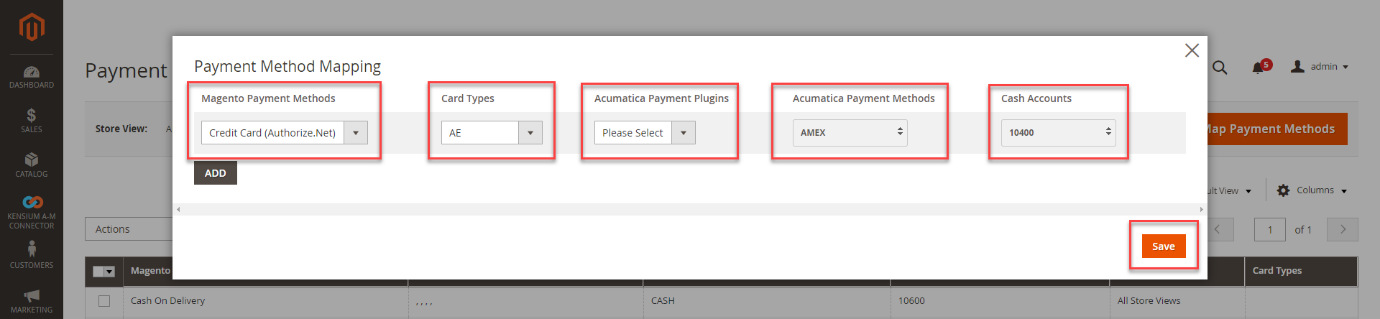 DASHBOARD
SALES
CATALOG
KENSIUM A-M
CONNECTOR
CUSTOMERS
MARKETING
Payment
5
admin
Store View:
Map Payment Methods
View
Columns
Actions
1
of 1
Payment Method Mapping
Magento Payment Methods
Card Types
Acumatica Payment Plugins
Acumatica Payment Methods
Cash Accounts
Credit Card (Authorize.Net)
AE
Please Select
AMEX
10400
ADD
Save
Magento
Card Types
Cash On Delivery
, , , ,
CASH
10600
All Store Views